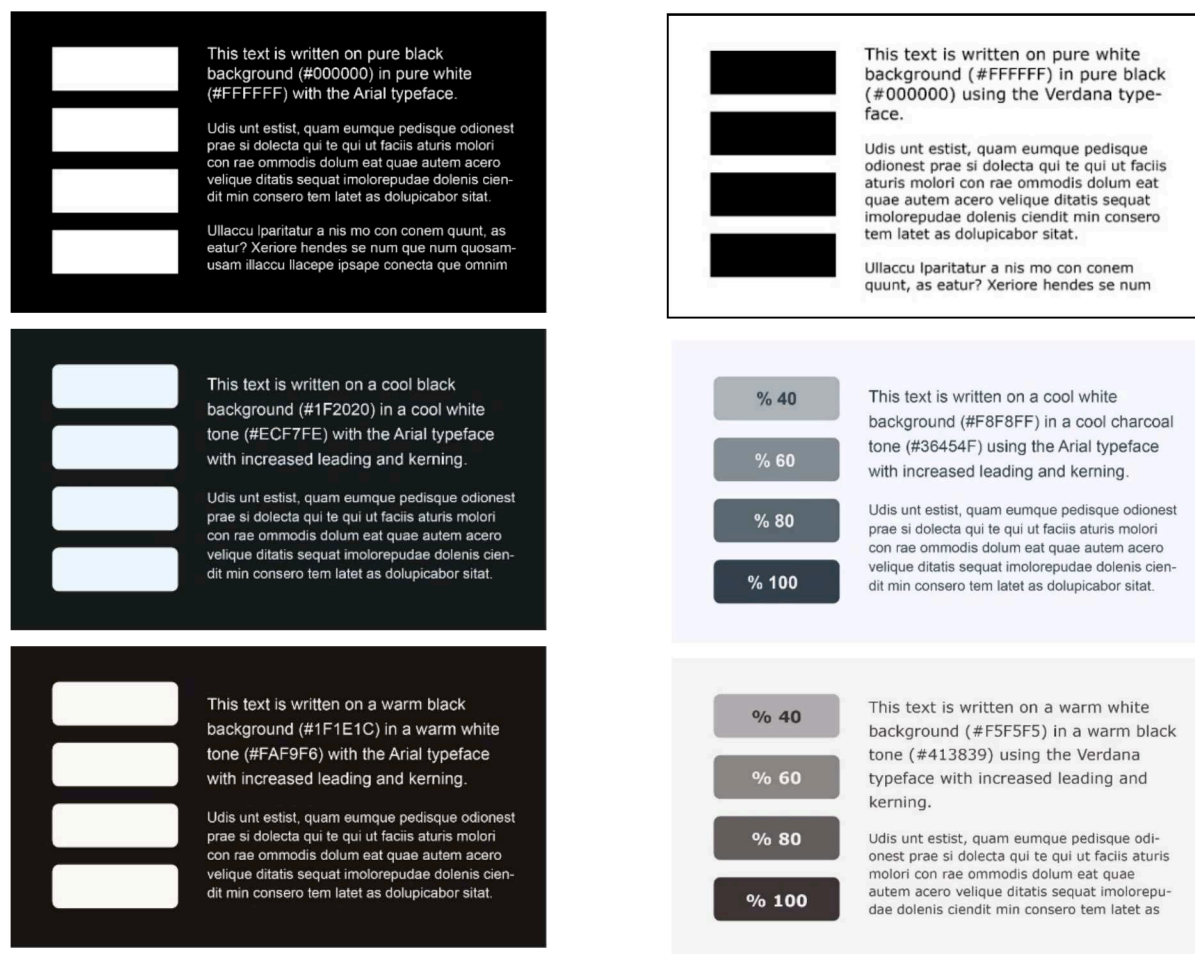 This text is written on pure black
background (#000000) in pure white
(#FFFFFF) with the Arial typeface.
Udis unt estist, quam eumque pedisque odionest
prae si dolecta qui te qui ut faciis aturis molori
con rae ommodis dolum eat quae autem acero
velique ditatis sequat imolorepudae dolenis cien-
dit min consero tem latet as dolupicabor sitat.
Ullaccu lparitatur a nis mo con conem quunt, as
eatur? Xeriore hendes se num que num quosam-
usam illaccu llacepe ipsape conecta que omnim
This text is written on pure white
background (#FFFFFF) in pure black
(#000000) using the Verdana type-
face.
Udis unt estist, quam eumque pedisque
odionest prae si dolecta qui te qui ut faciis
aturis molori con rae ommodis dolum eat
quae autem acero velique ditatis sequat
imolorepudae dolenis ciendit min consero
tem latet as dolupicabor sitat.
Ullaccu lparitatur a nis mo con conem
quunt, as eatur? Xeriore hendes se num
This text is written on a cool black
background (#1F2020) in a cool white
tone (#ECF7FE) with the Arial typeface
with increased leading and kerning.
Udis unt estist, quam eumque pedisque odionest
prae si dolecta qui te qui ut faciis aturis molori
con rae ommodis dolum eat quae autem acero
velique ditatis sequat imolorepudae dolenis cien-
dit min consero tem latet as dolupicabor sitat.
% 40
% 60
% 80
% 100
This text is written on a cool white
background (#F8F8FF) in a cool charcoal
tone (#36454F) using the Arial typeface
with increased leading and kerning.
Udis unt estist, quam eumque pedisque odionest
prae si dolecta qui te qui ut faciis aturis molori
con rae ommodis dolum eat quae autem acero
velique ditatis sequat imolorepudae dolenis cien-
dit min consero tem latet as dolupicabor sitat.
This text is written on a warm black
background (#1F1E1C) in a warm white
tone (#FAF9F6) with the Arial typeface
with increased leading and kerning.
Udis unt estist, quam eumque pedisque odionest
prae si dolecta qui te qui ut faciis aturis molori
con rae ommodis dolum eat quae autem acero
velique ditatis sequat imolorepudae dolenis cien-
dit min consero tem latet as dolupicabor sitat.
% 40
% 60
% 80
% 100
This text is written on a warm white
background (#F5F5F5) in a warm black
tone (#413839) using the Verdana
typeface with increased leading and
kerning.
Udis unt estist, quam eumque pedisque odi-
onest prae si dolecta qui te qui ut faciis aturis
molori con rae ommodis dolum eat quae
autem acero velique ditatis sequat imolorepu-
dae dolenis ciendit min consero tem latet as